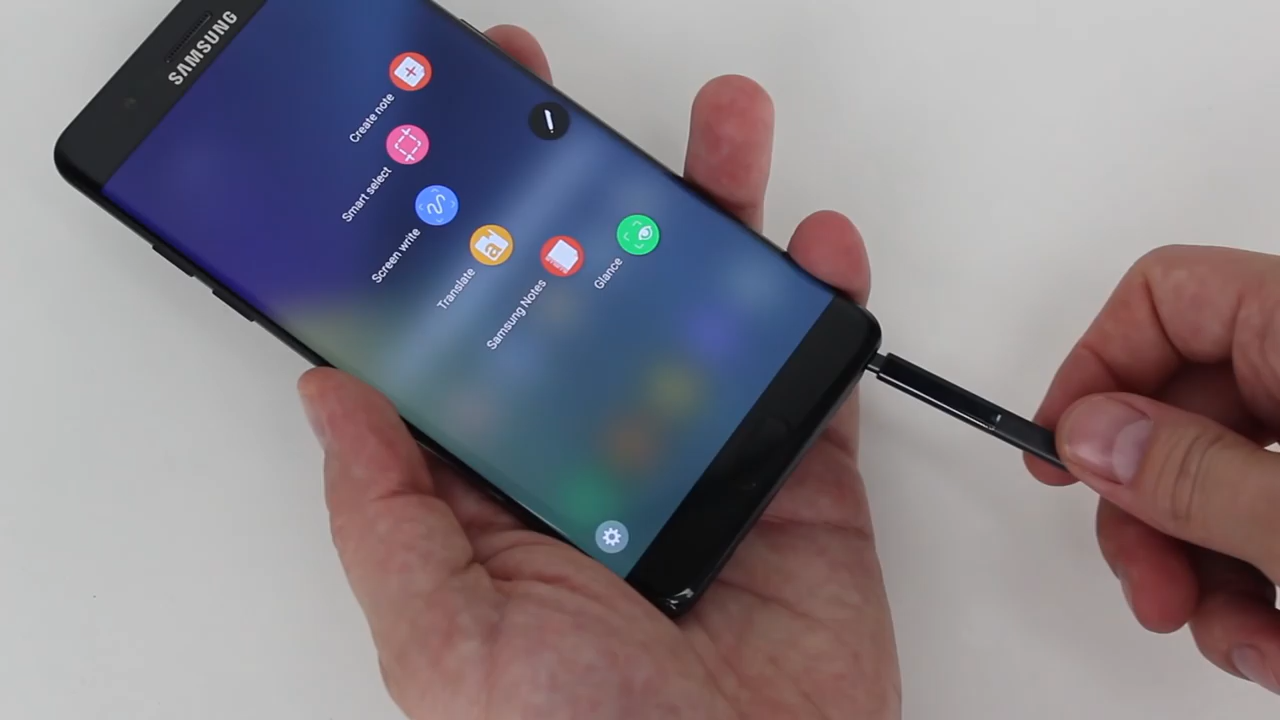 SAMSUNG
Create note
Smart select
Screen write
Translate
Samsung Notes
Glance